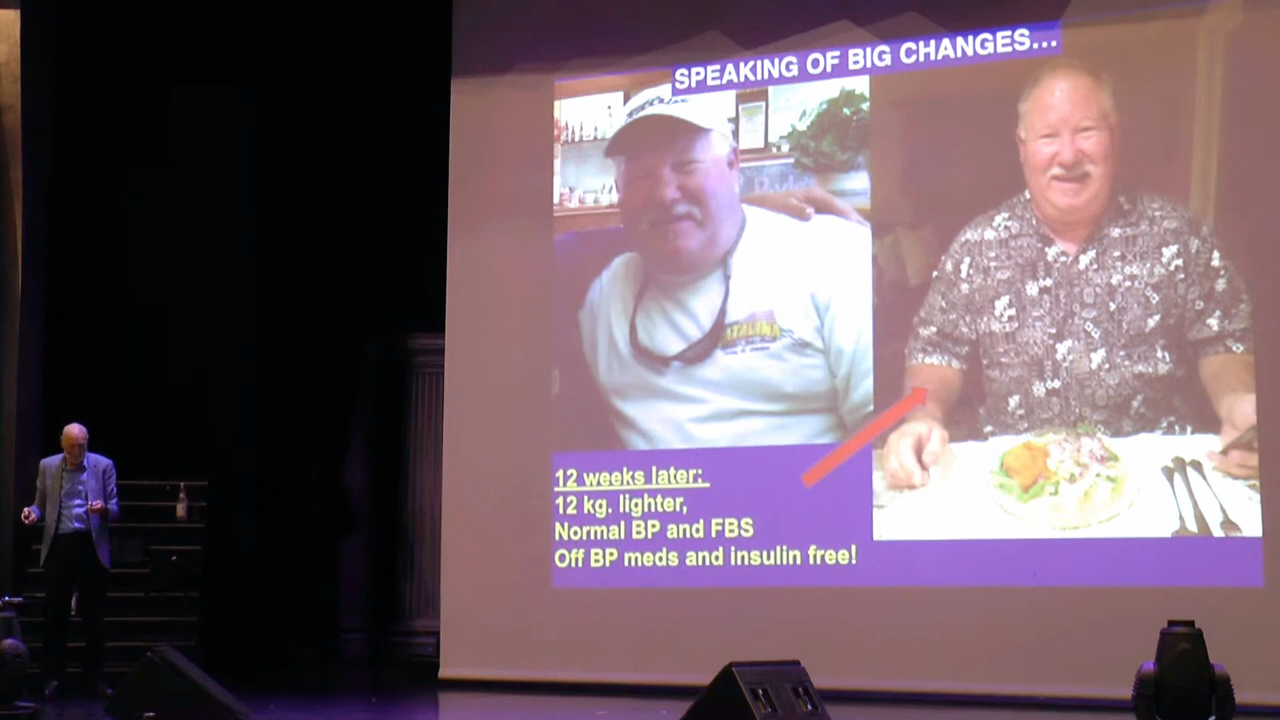 SPEAKING OF BIG CHANGES...
12 weeks later:
12 kg. lighter,
Normal BP and FBS
Off BP meds and insulin free!